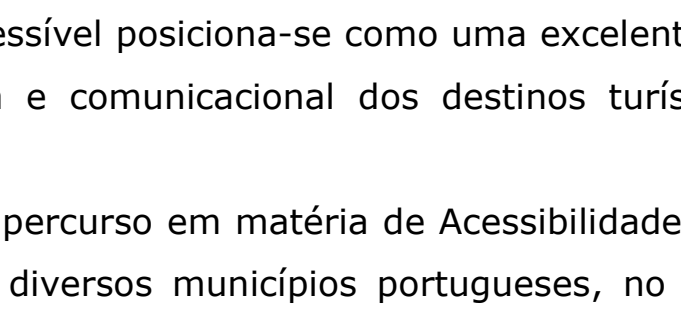 essível posiciona-se como uma excelent
e comunicacional dos destinos turís
percurso em matéria de Acessibilidade
diversos municípios portugueses, no